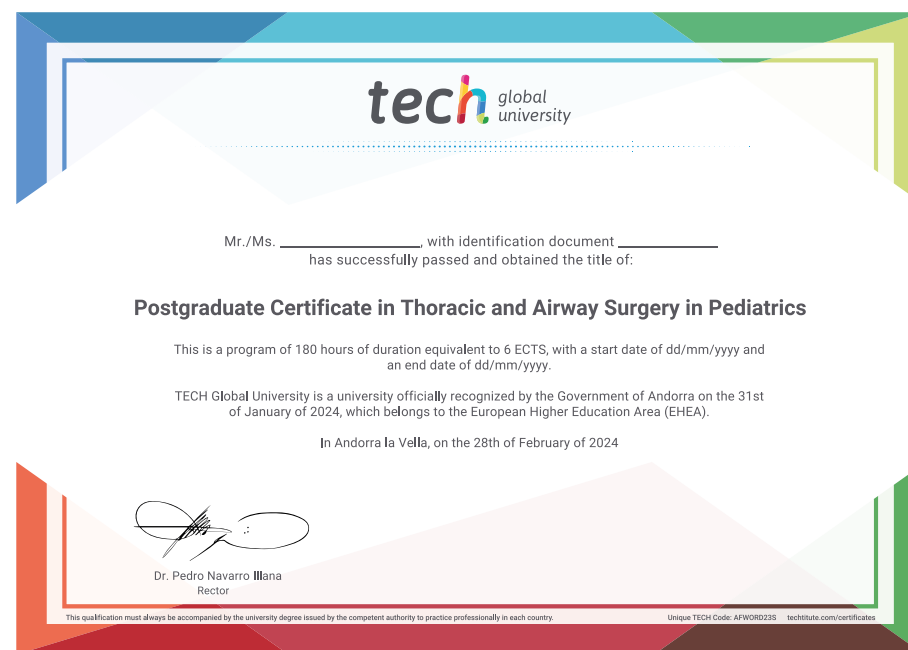 tech global
university
Mr./Ms. ____________, with identification document ____________
has successfully passed and obtained the title of:
Postgraduate Certificate in Thoracic and Airway Surgery in Pediatrics
This is a program of 180 hours of duration equivalent to 6 ECTS, with a start date of dd/mm/yyyy and
an end date of dd/mm/yyyy.
TECH Global University is a university officially recognized by the Government of Andorra on the 31st
of January of 2024, which belongs to the European Higher Education Area (EHEA).
In Andorra la Vella, on the 28th of February of 2024
Dr. Pedro Navarro Illana
Rector
This qualification must always be accompanied by the university degree issued by the competent authority to practice professionally in each country. Unique TECH Code: AFWORD23S techtitute.com/certificates